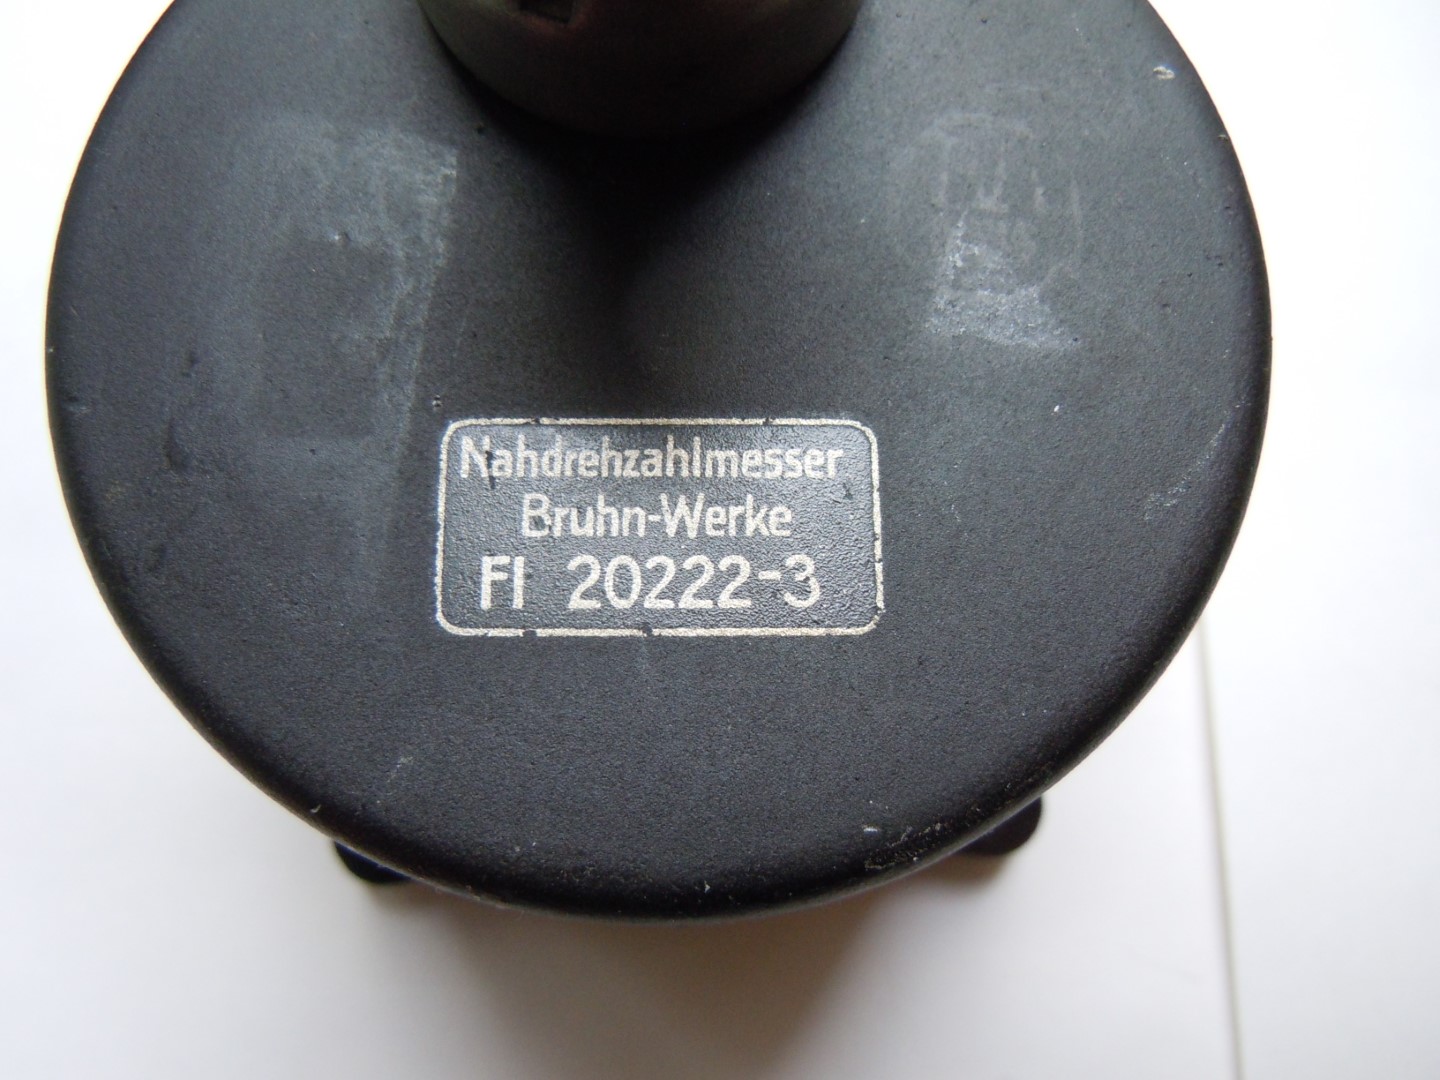 Nahdrehzahlmesser
Bruhn-Werke
Fl 20222-3